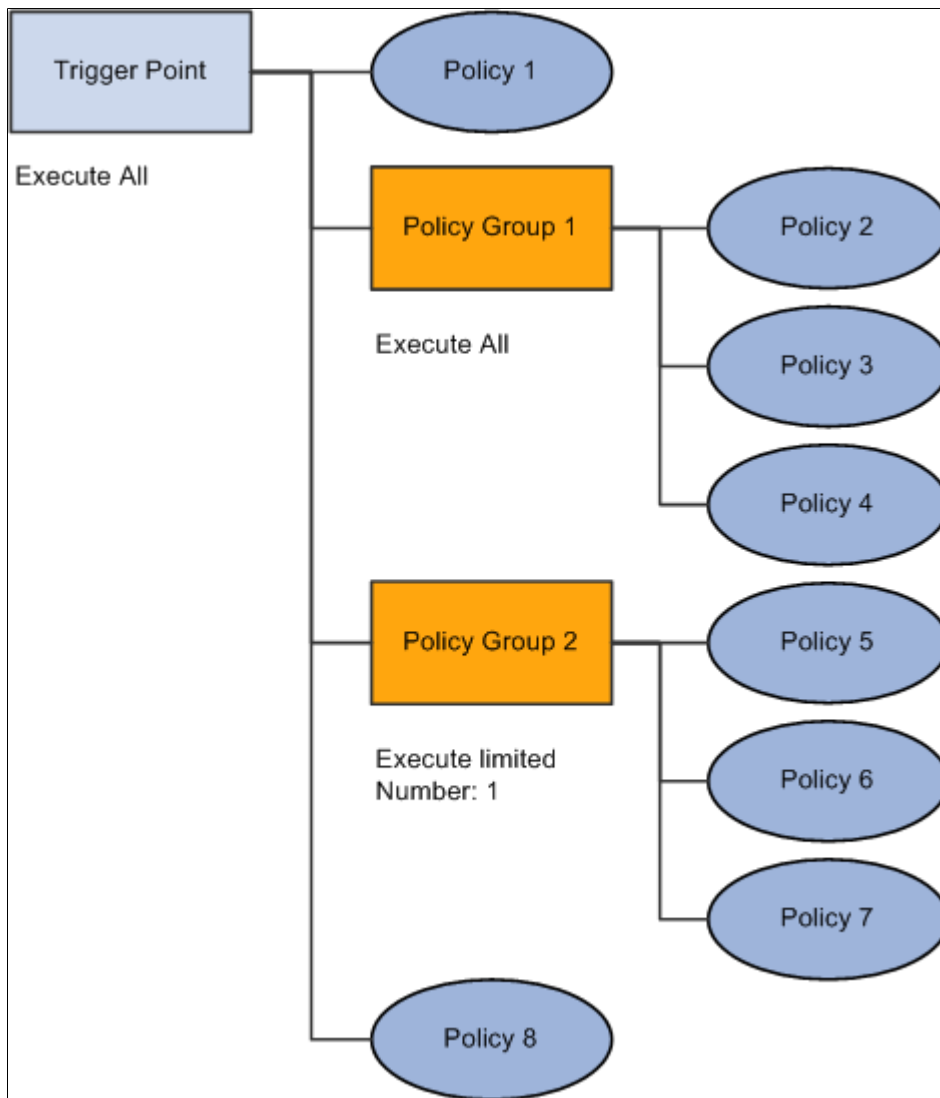 Trigger Point
Policy 1
Execute All
Policy Group 1
Policy 2
Execute All
Policy 3
Policy 4
Policy Group 2
Policy 5
Execute limited
Number: 1
Policy 6
Policy 7
Policy 8